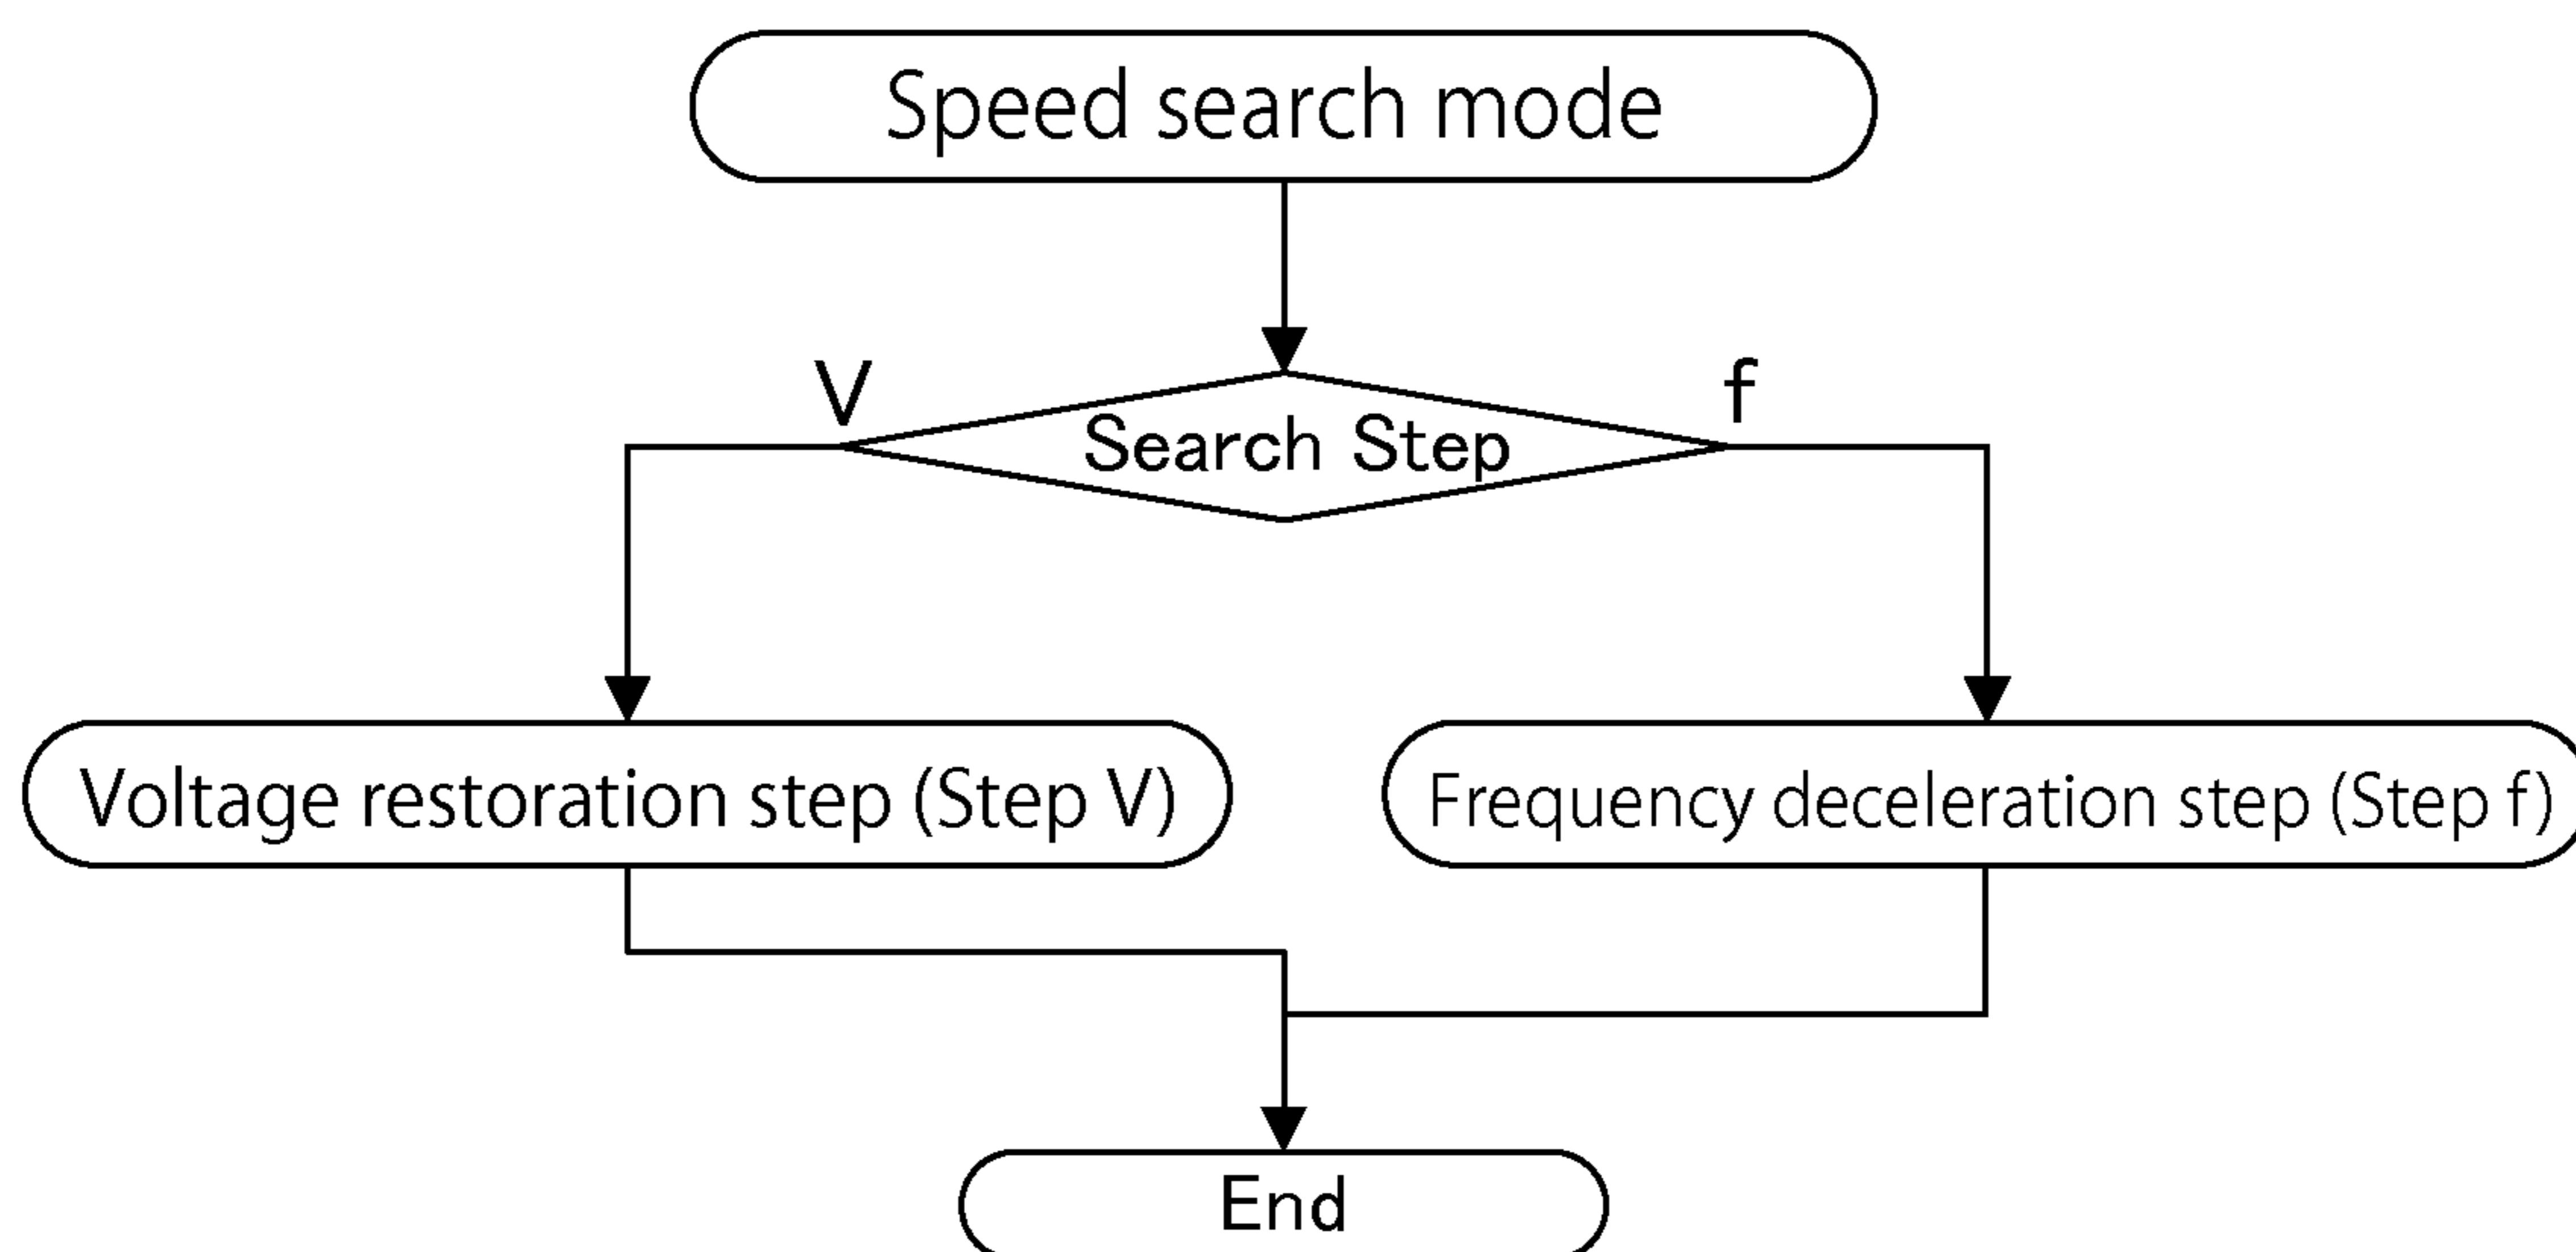 Speed search mode
V
f
Search Step
Voltage restoration step (Step V)
Frequency deceleration step (Step f)
End